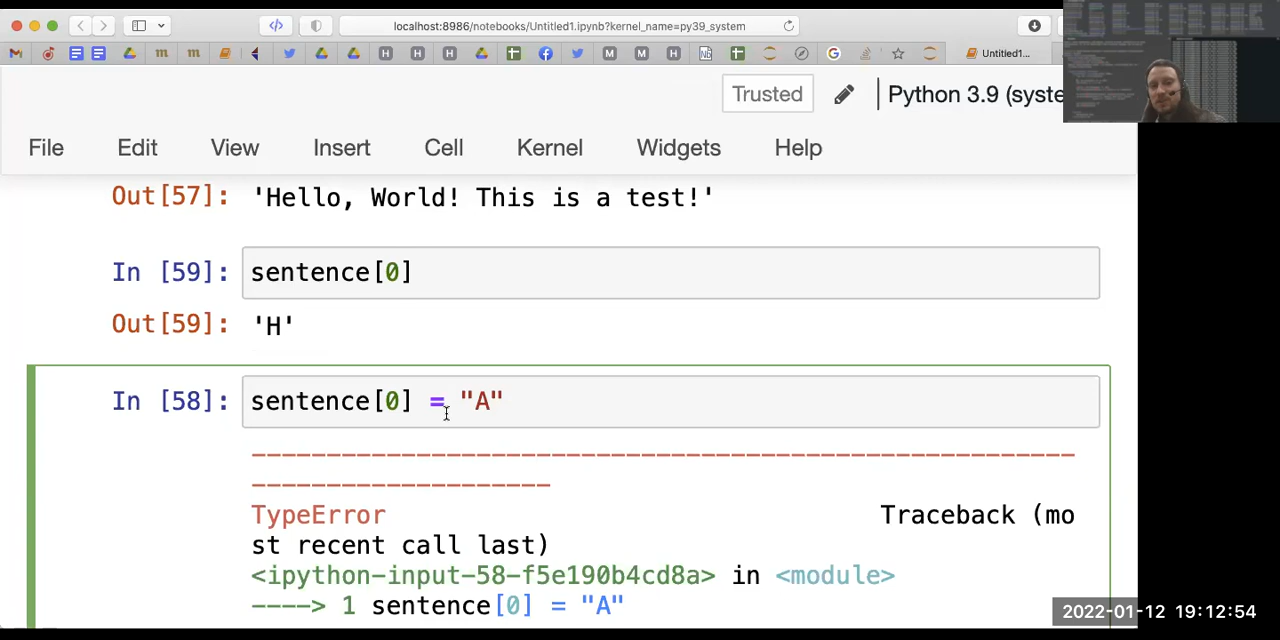 localhost:8986/notebooks/Untitled1.ipynb?kernel_name=py39_system
Untitled1...
Trusted
Python 3.9 (syste
File Edit View Insert Cell Kernel Widgets Help
Out[57]: 'Hello, World! This is a test!'
In [59]: sentence[0]
Out[59]: 'H'
In [58]: sentence[0] = "A"
---------------------------------------------------------------------------
TypeError Traceback (mo
st recent call last)
<ipython-input-58-f5e190b4cd8a> in <module>
----> 1 sentence[0] = "A"
2022-01-12 19:12:54